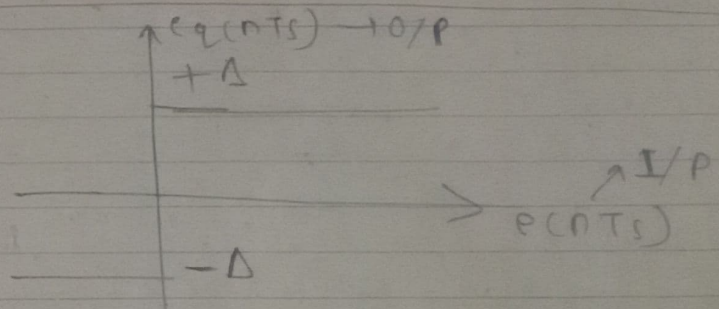 eq(nTs) → O/P
+Δ
I/P
e(nTs)
-Δ